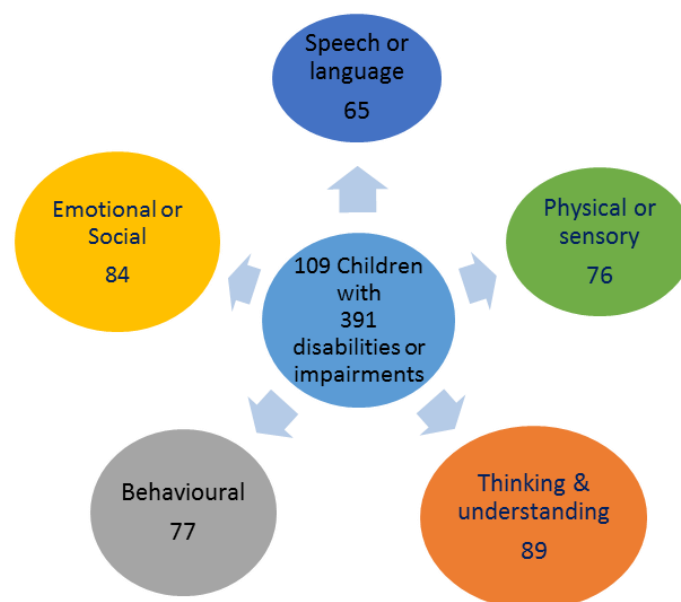 Speech or
language
65
Emotional or
Social
84
Physical or
sensory
76
109 Children
with
391
disabilities or
impairments
Behavioural
77
Thinking &
understanding
89